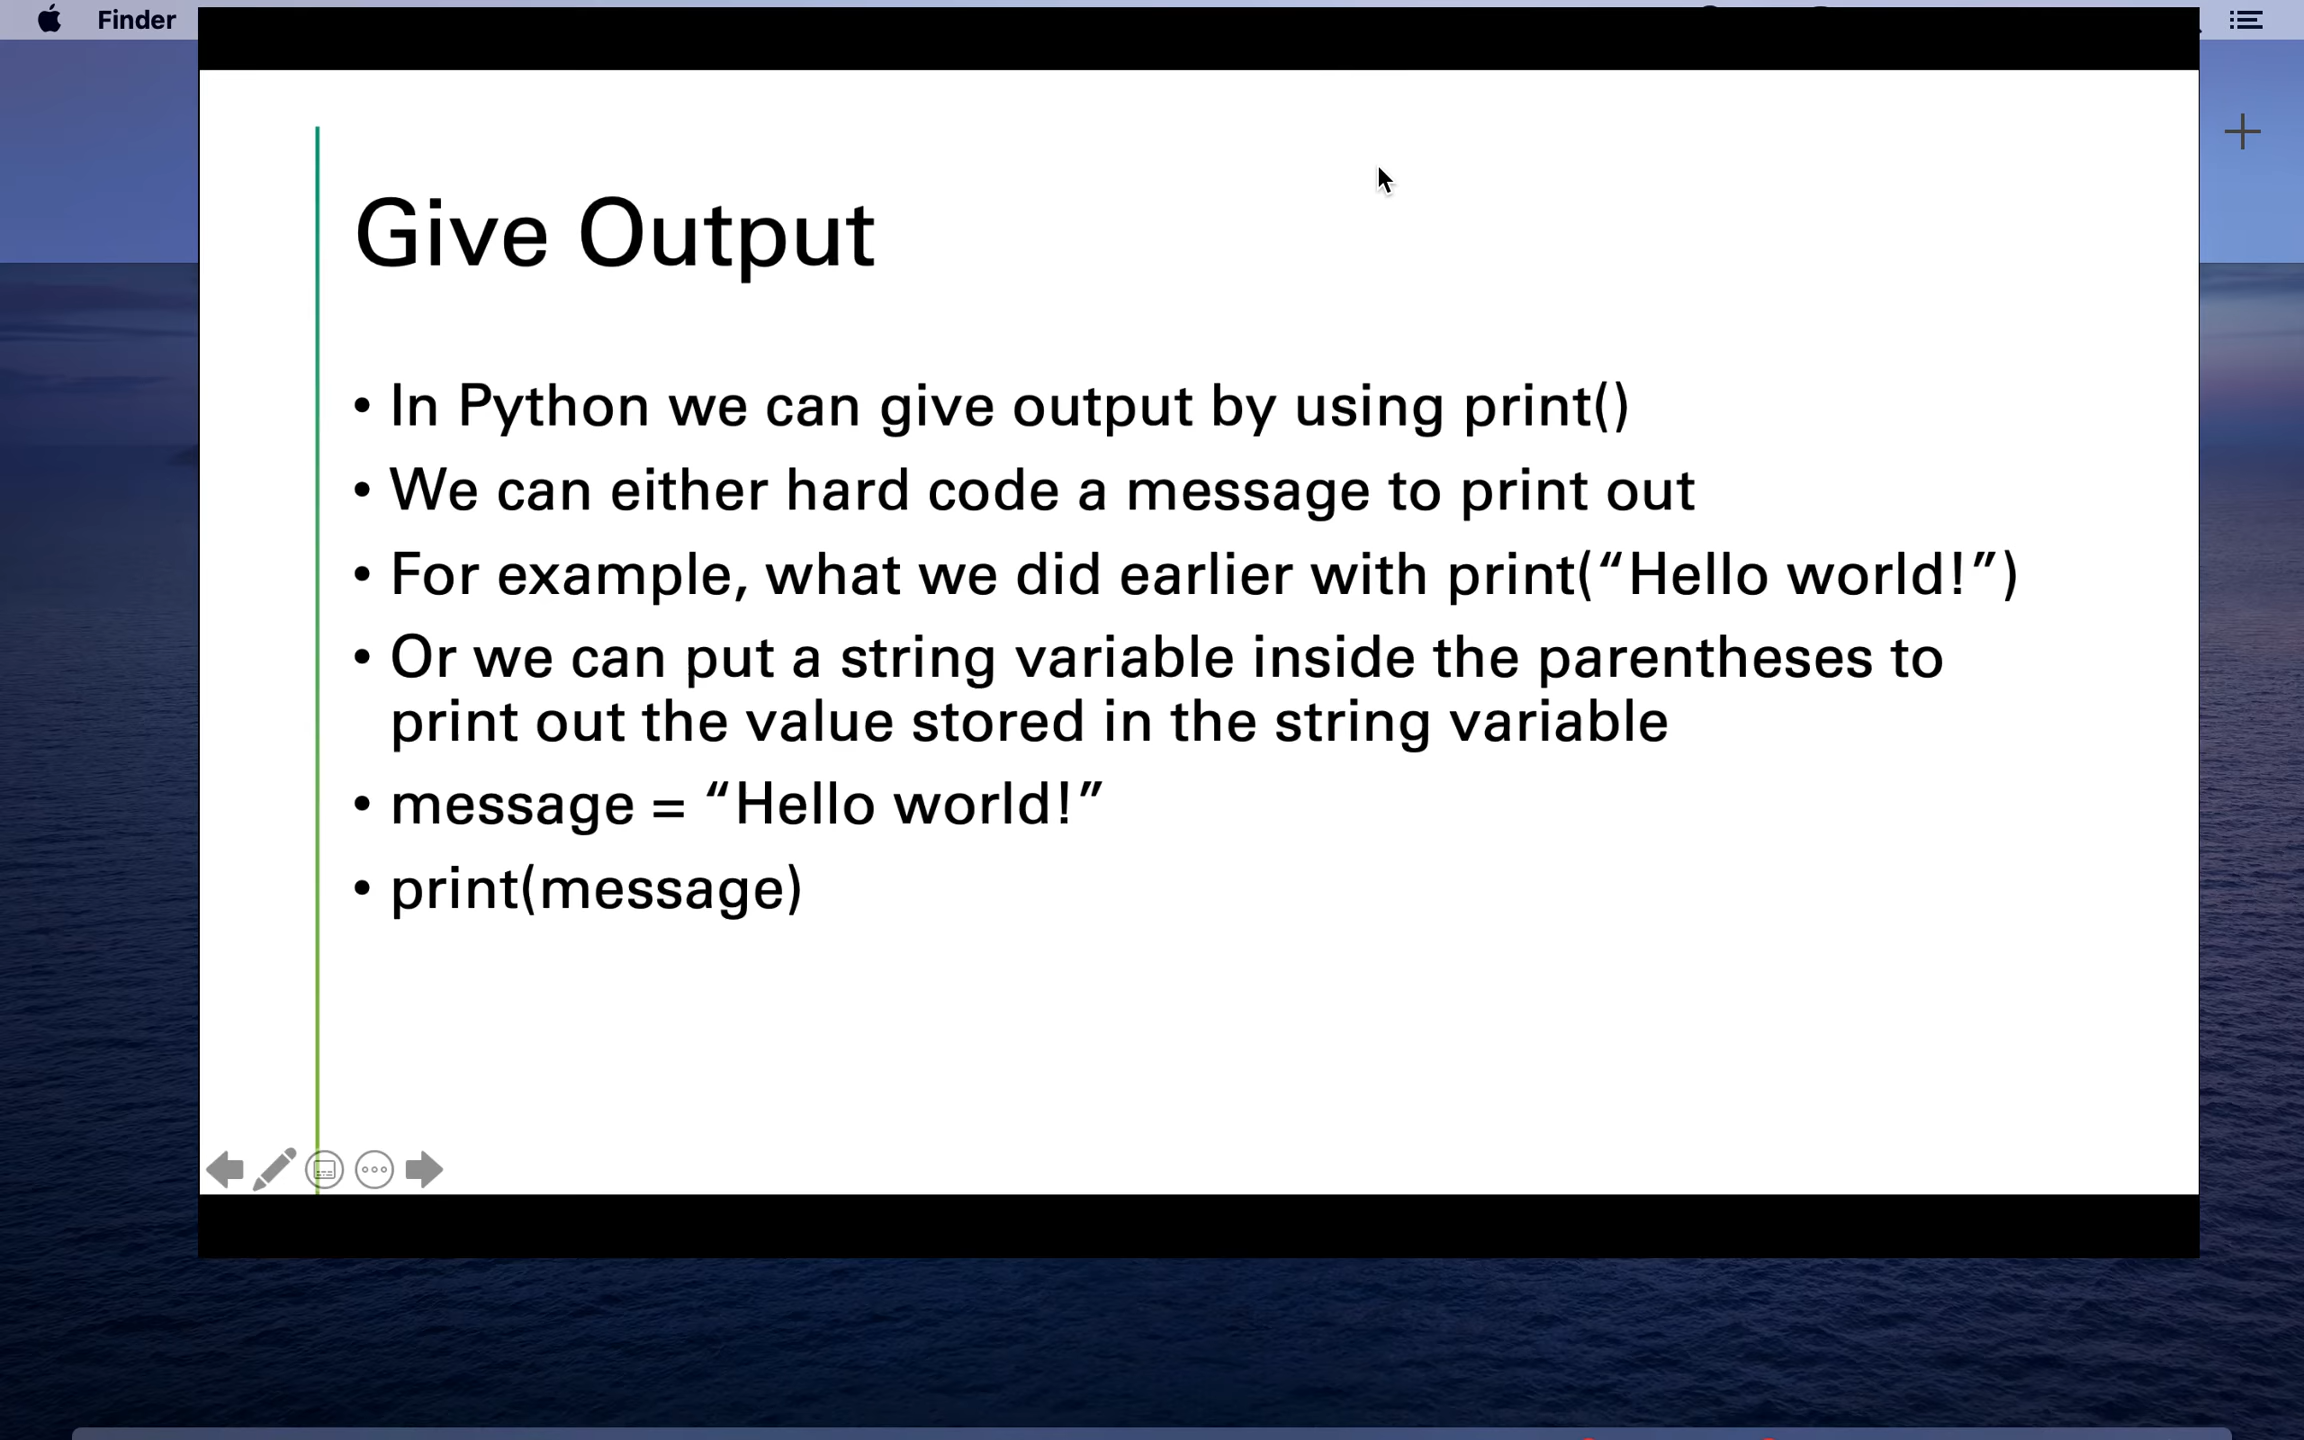 Finder
Give Output
• In Python we can give output by using print()
• We can either hard code a message to print out
• For example, what we did earlier with print(“Hello world!”)
• Or we can put a string variable inside the parentheses to
print out the value stored in the string variable
• message = “Hello world!”
• print(message)